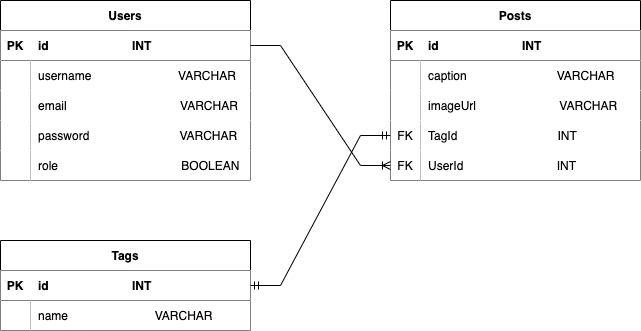 Users
PK id INT
username VARCHAR
email VARCHAR
password VARCHAR
role BOOLEAN
Posts
PK id INT
caption VARCHAR
imageUrl VARCHAR
FK TagId INT
FK UserId INT
Tags
PK id INT
name VARCHAR